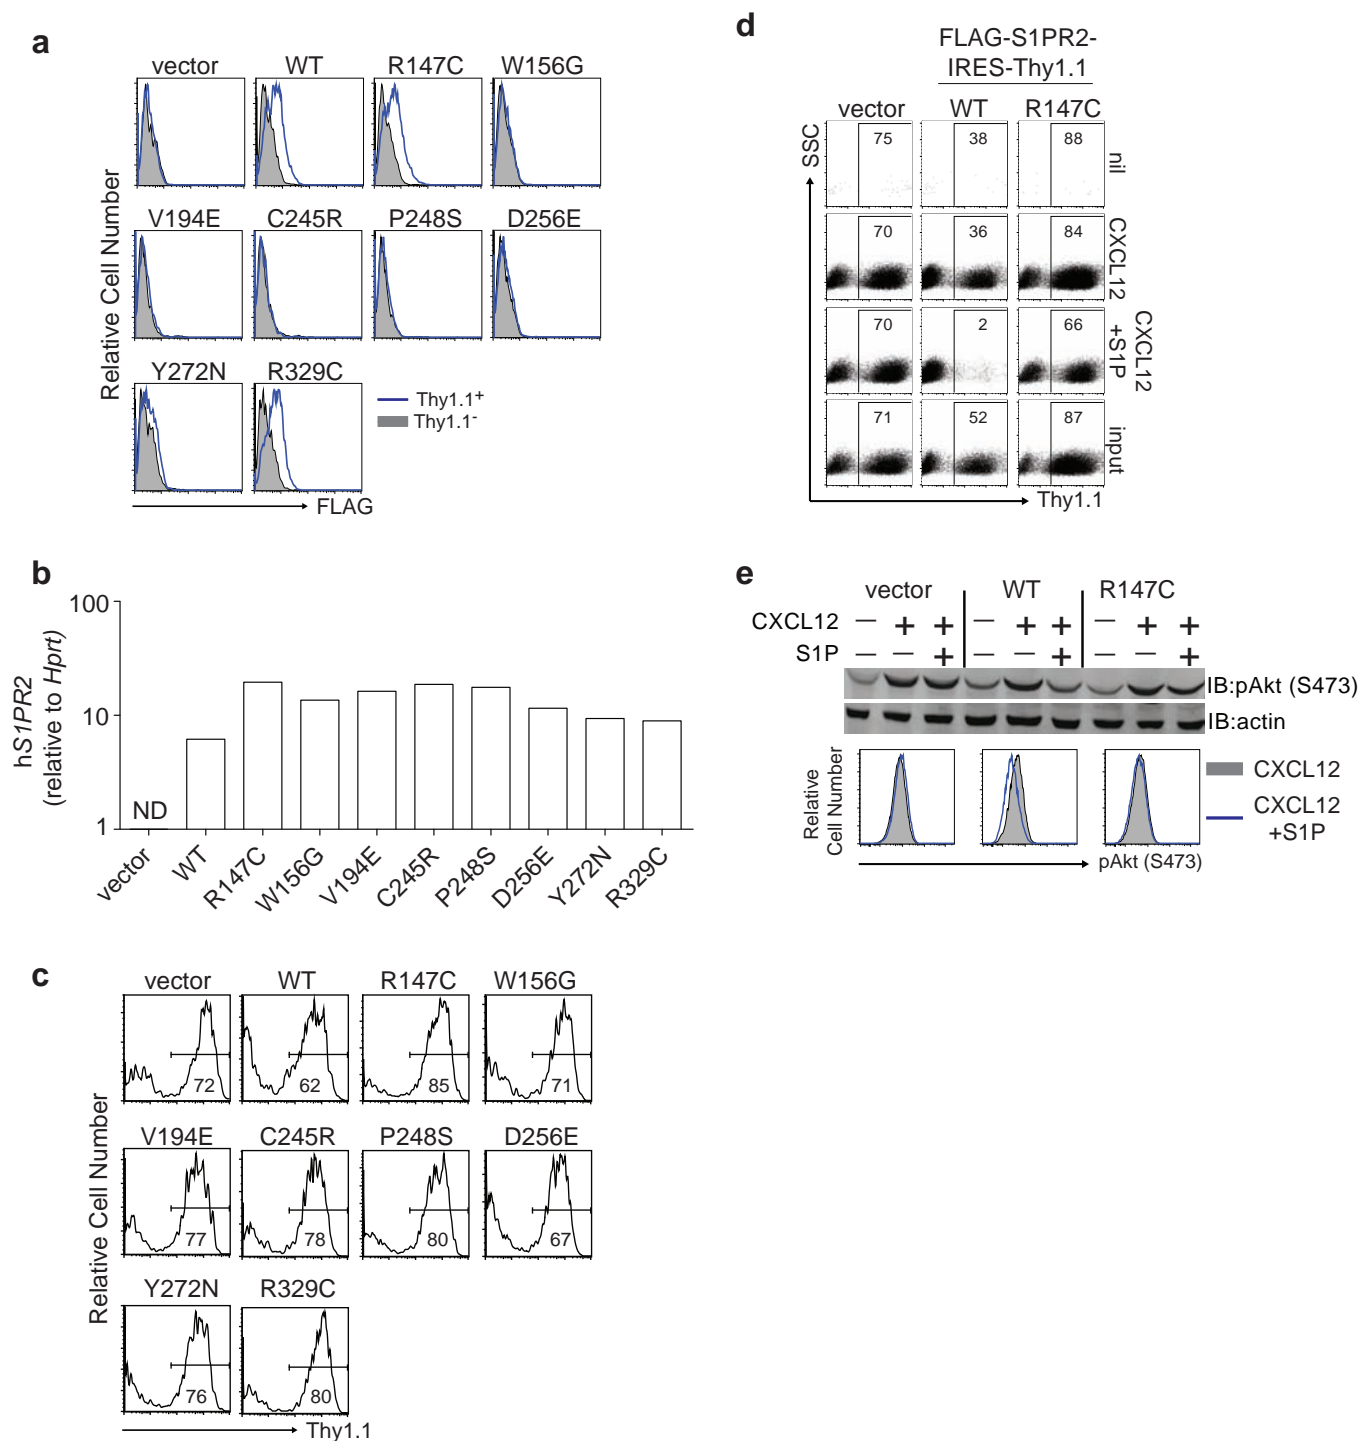 a
vector WT R147C W156G
V194E C245R P248S D256E
Y272N R329C
Relative Cell Number
Thy1.1+
Thy1.1-
FLAG
b
hS1PR2
(relative to Hprt)
100
10
1
ND
vector WT R147C W156G V194E C245R P248S D256E Y272N R329C
c
vector WT R147C W156G
72 62 85 71
V194E C245R P248S D256E
77 78 80 67
Y272N R329C
76 80
Relative Cell Number
Thy1.1
d
FLAG-S1PR2-
IRES-Thy1.1
vector WT R147C
SSC
75 38 88 nil
70 36 84 CXCL12
70 2 66 CXCL12
+S1P
71 52 87 input
Thy1.1
e
vector WT R147C
CXCL12 — + + — + + — + +
S1P — — + — — + — — +
IB:pAkt (S473)
IB:actin
Relative
Cell Number
CXCL12
CXCL12
+S1P
pAkt (S473)